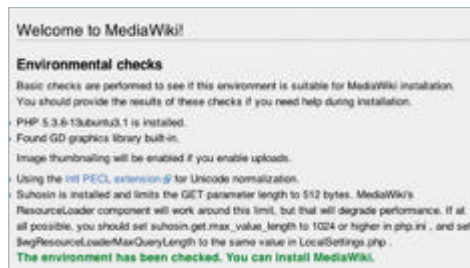 Welcome to MediaWiki!
Environmental checks
Basic checks are performed to see if this environment is suitable for MediaWiki installation.
You should provide the results of these checks if you need help during installation.
PHP 5.3.6-13ubuntu3.1 is installed.
Found GD graphics library built-in.
Image thumbnailing will be enabled if you enable uploads.
Using the intl PECL extension for Unicode normalization.
Suhosin is installed and limits the GET parameter length to 512 bytes. MediaWiki's
ResourceLoader component will work around this limit, but that will degrade performance. If at
all possible, you should set suhosin.get.max_value_length to 1024 or higher in php.ini , and set
$wgResourceLoaderMaxQueryLength to the same value in LocalSettings.php .
The environment has been checked. You can install MediaWiki.